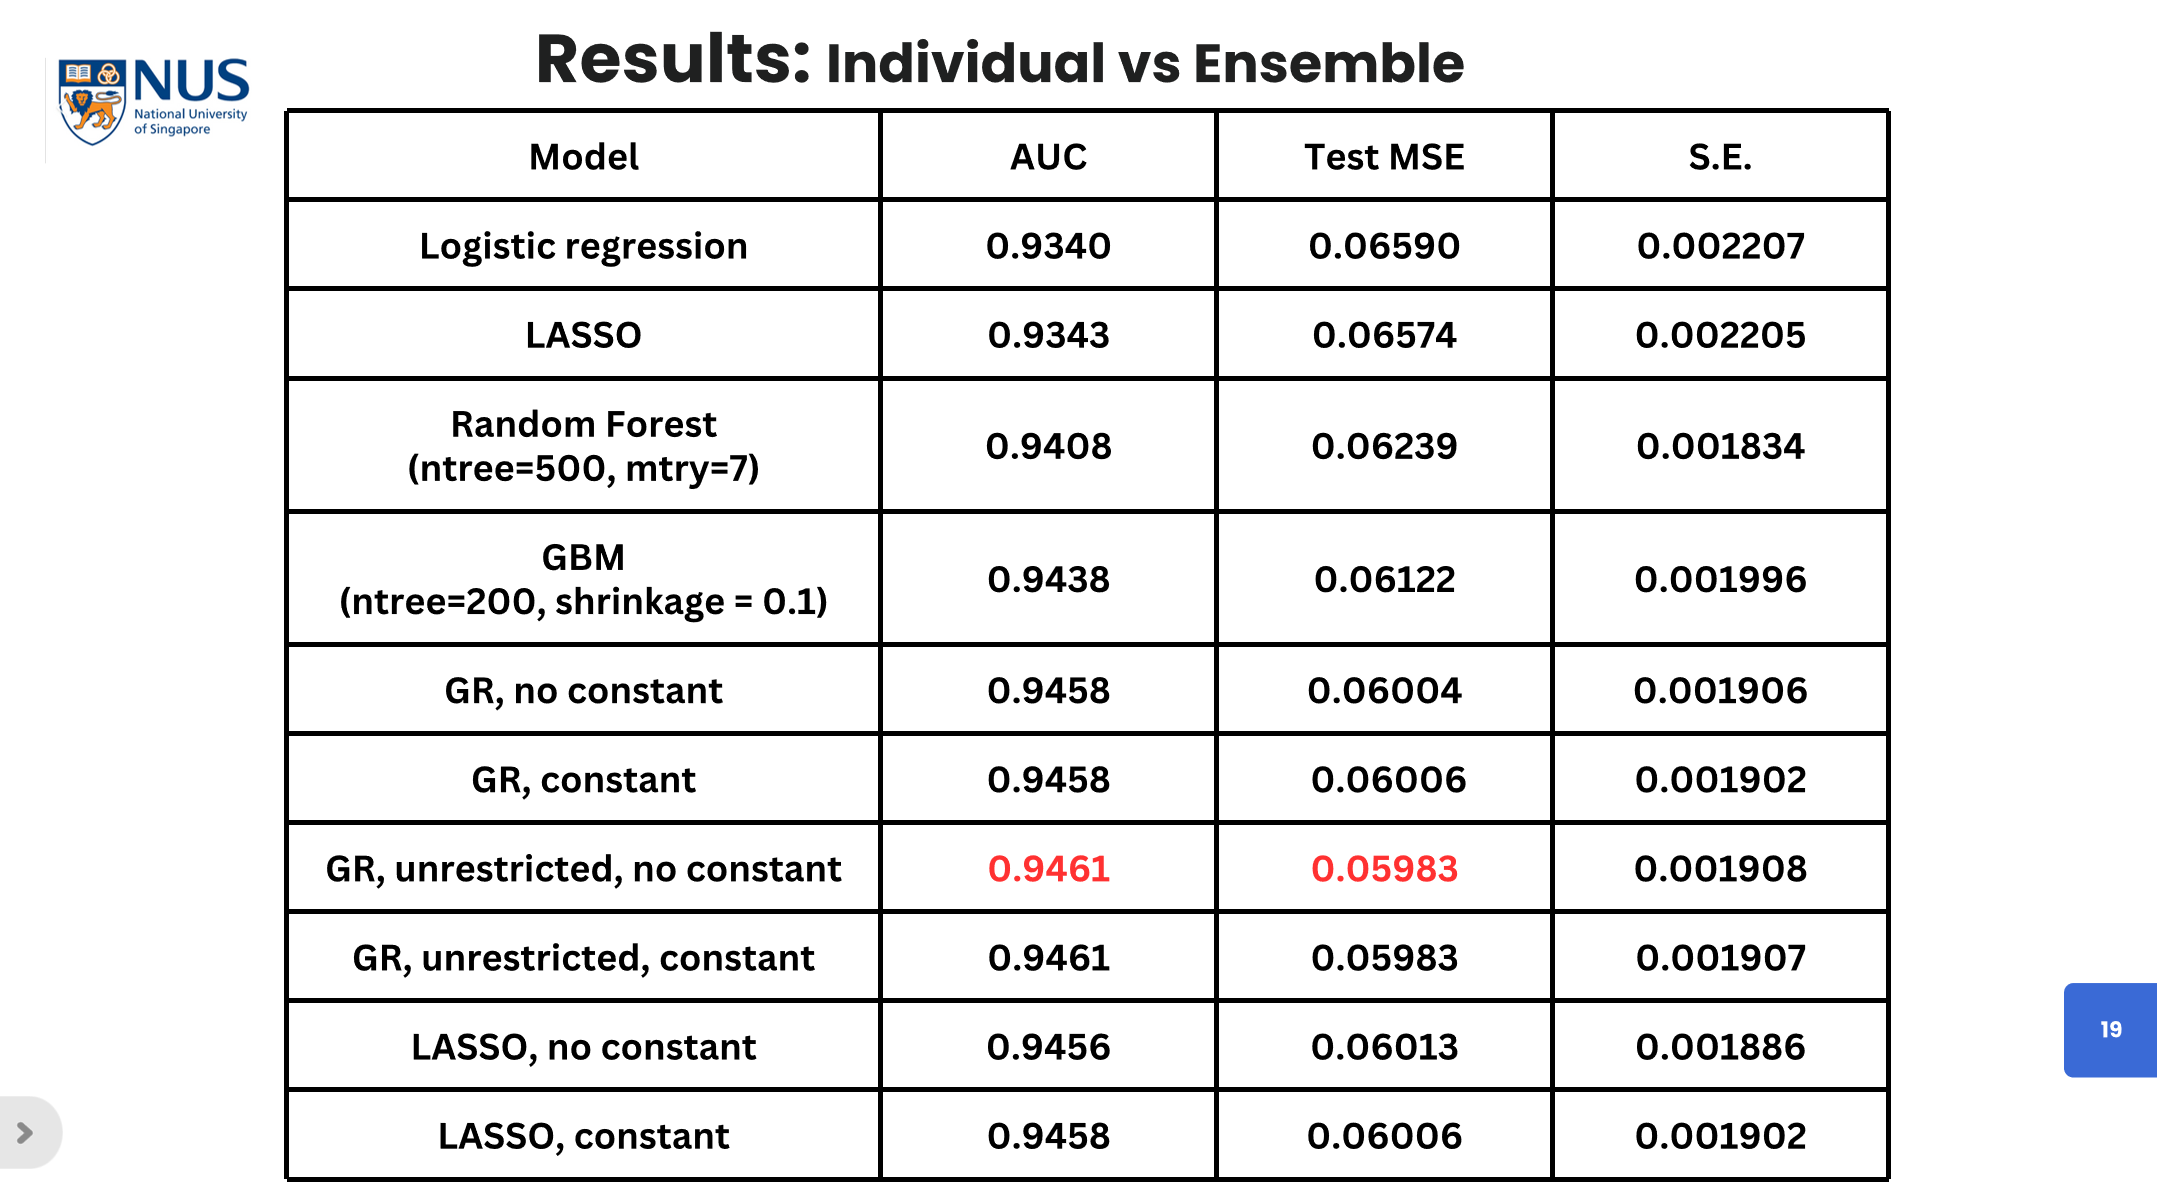 NUS
National University
of Singapore
Results: Individual vs Ensemble
Model AUC Test MSE S.E.
Logistic regression 0.9340 0.06590 0.002207
LASSO 0.9343 0.06574 0.002205
Random Forest
(ntree=500, mtry=7) 0.9408 0.06239 0.001834
GBM
(ntree=200, shrinkage = 0.1) 0.9438 0.06122 0.001996
GR, no constant 0.9458 0.06004 0.001906
GR, constant 0.9458 0.06006 0.001902
GR, unrestricted, no constant 0.9461 0.05983 0.001908
GR, unrestricted, constant 0.9461 0.05983 0.001907
LASSO, no constant 0.9456 0.06013 0.001886
LASSO, constant 0.9458 0.06006 0.001902
19